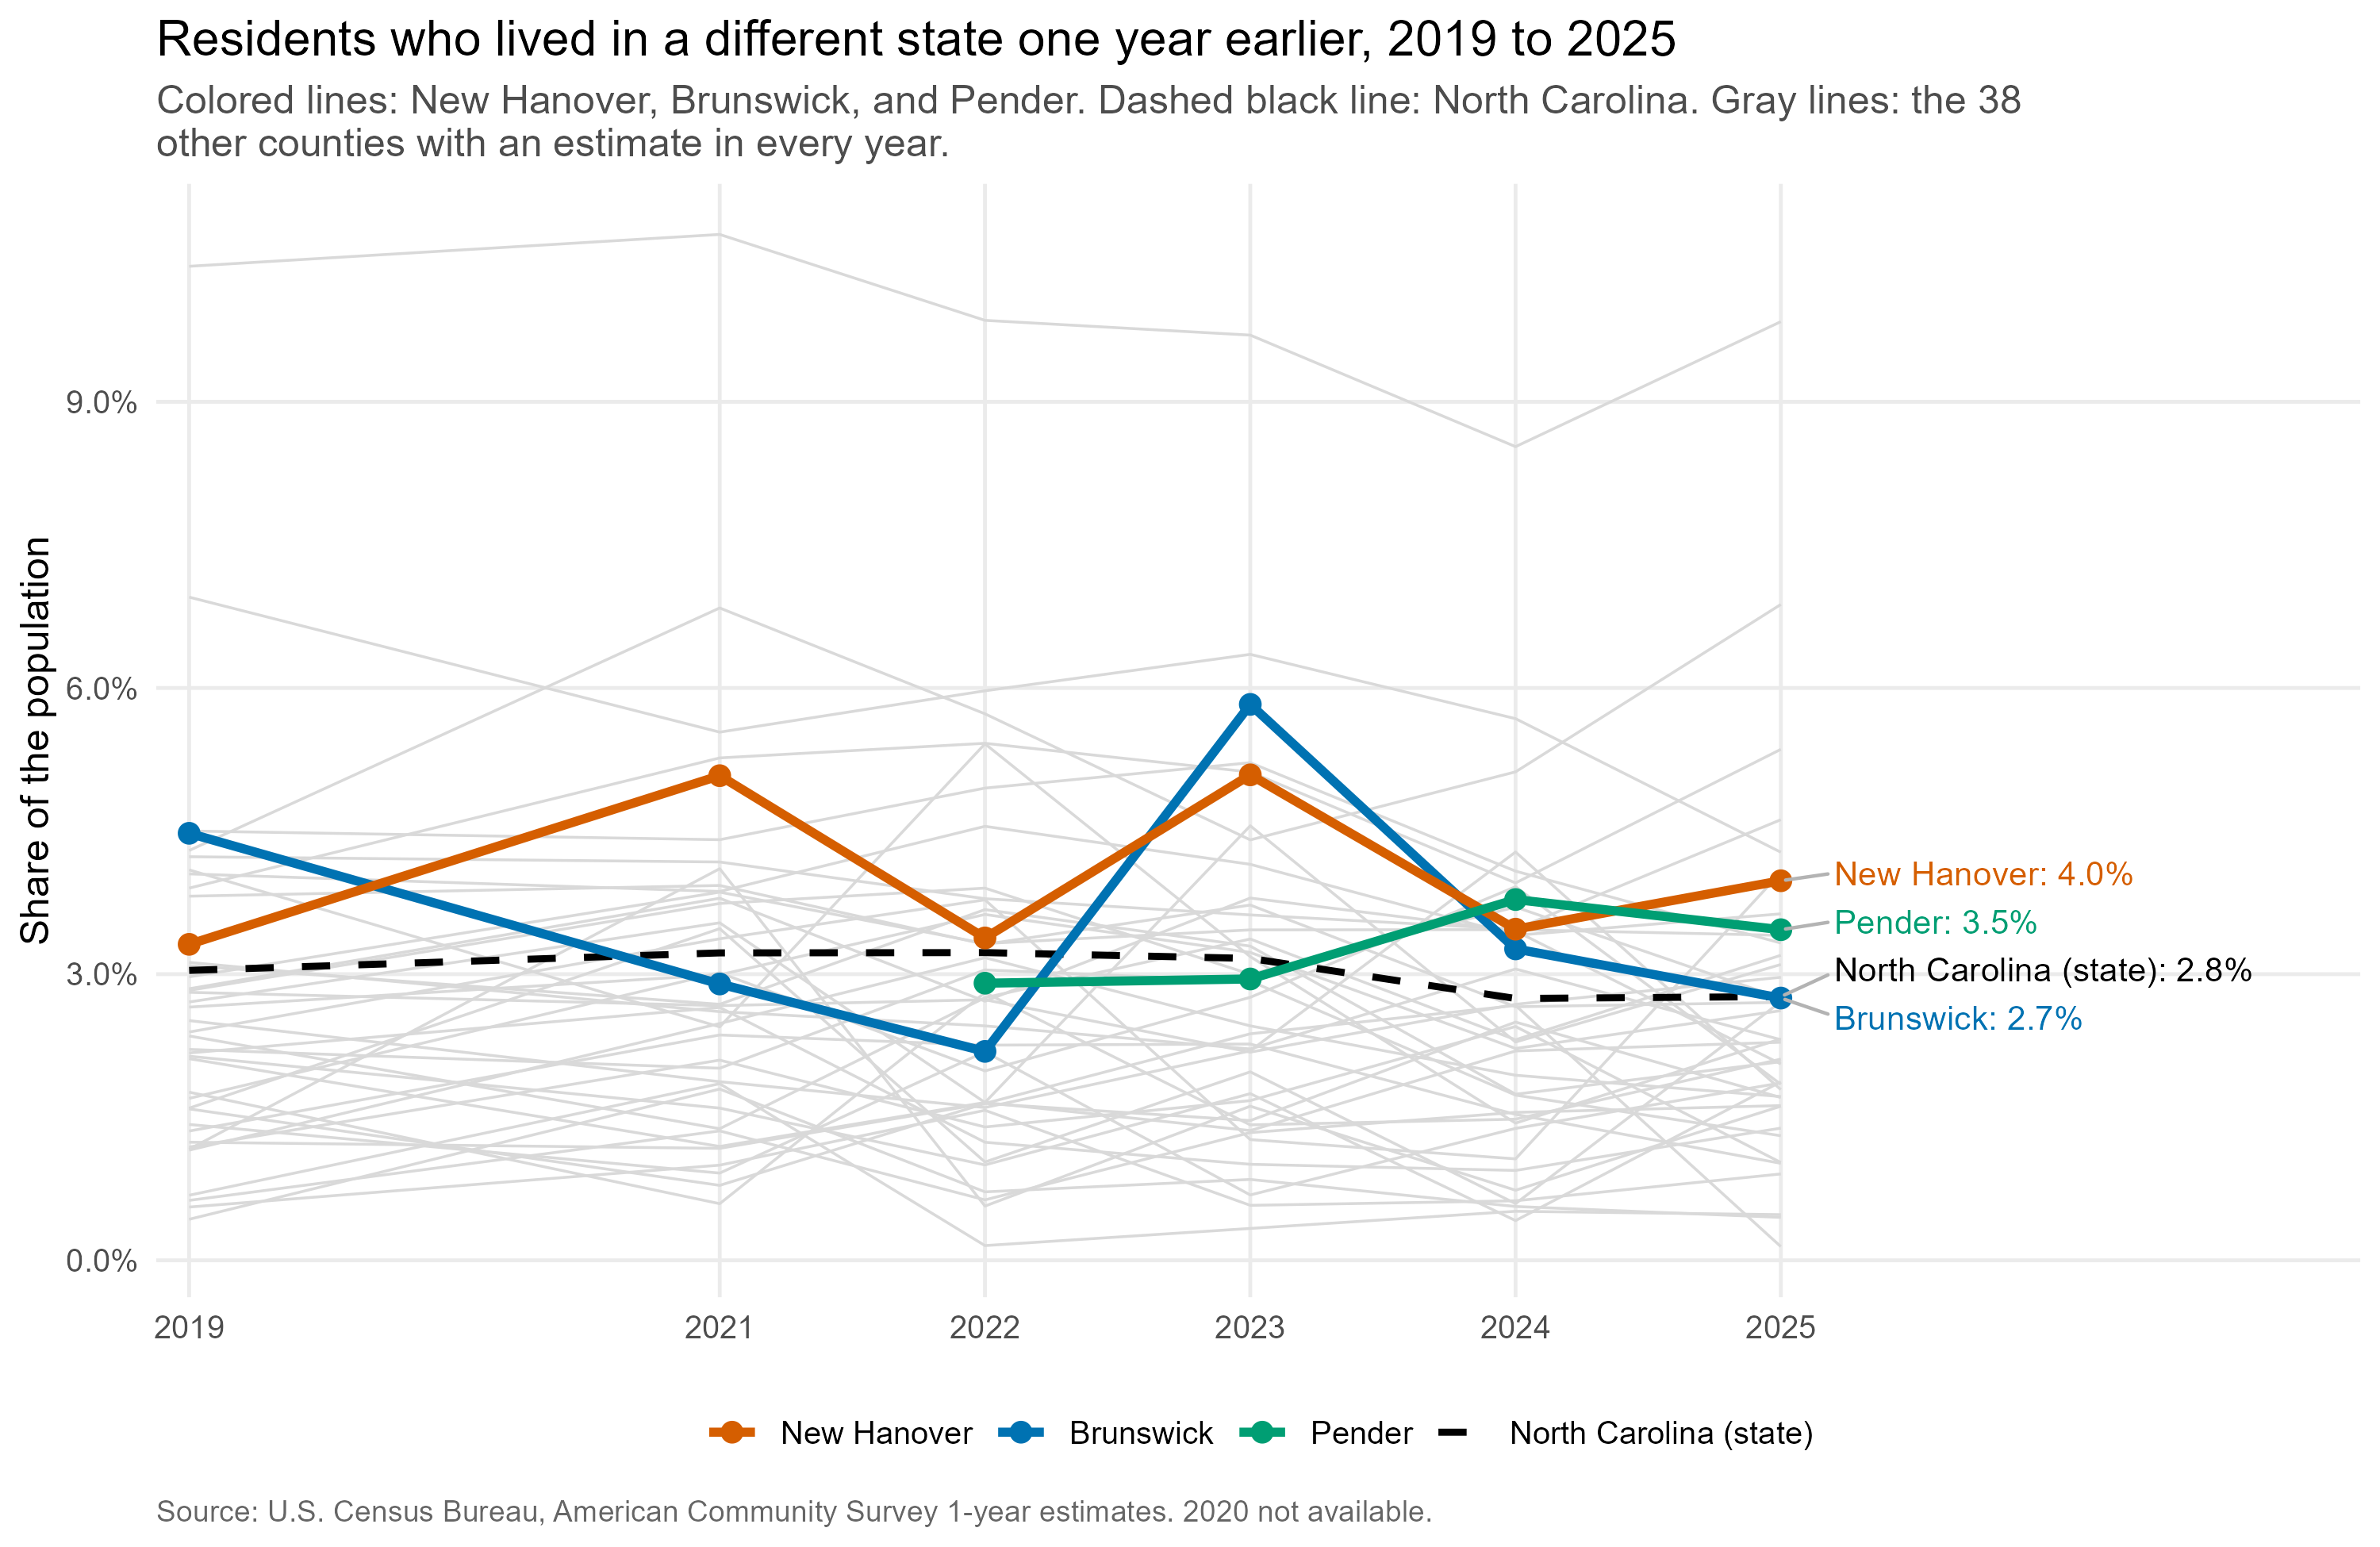 Residents who lived in a different state one year earlier, 2019 to 2025
Colored lines: New Hanover, Brunswick, and Pender. Dashed black line: North Carolina. Gray lines: the 38
other counties with an estimate in every year.
Share of the population
9.0%
6.0%
3.0%
0.0%
New Hanover: 4.0%
Pender: 3.5%
North Carolina (state): 2.8%
Brunswick: 2.7%
2019
2021
2022
2023
2024
2025
New Hanover
Brunswick
Pender
North Carolina (state)
Source: U.S. Census Bureau, American Community Survey 1-year estimates. 2020 not available.